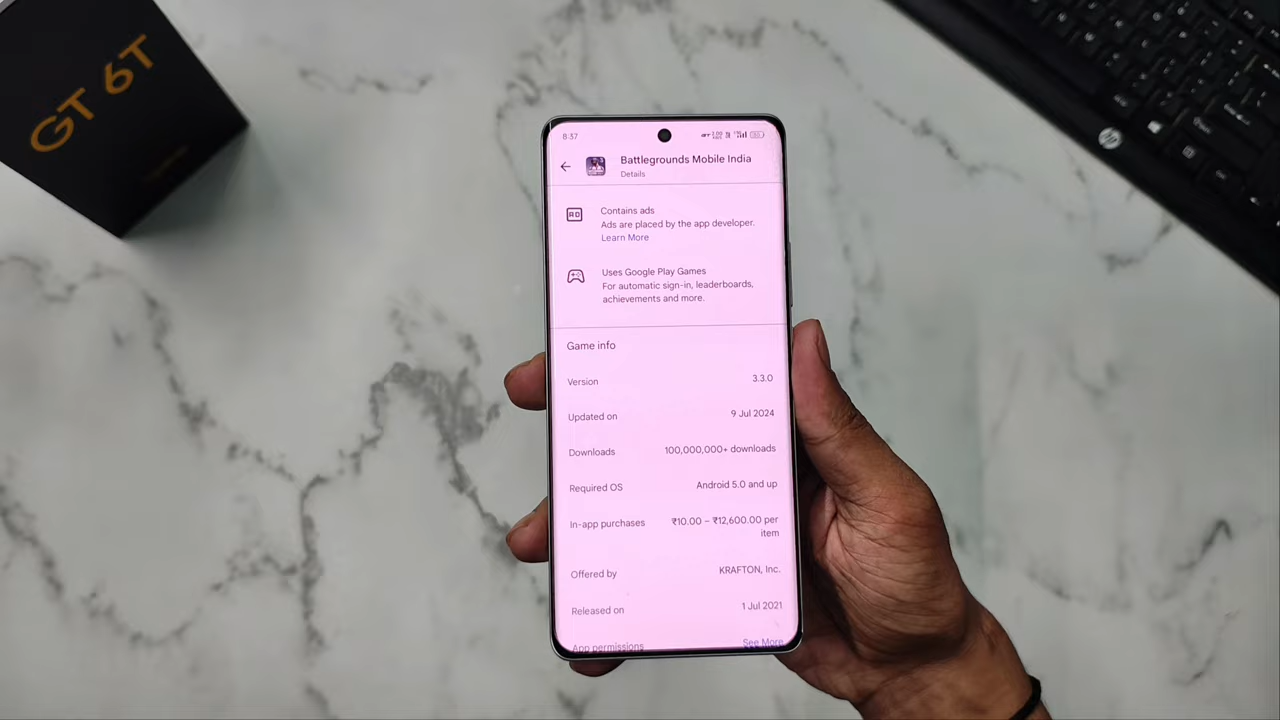 GT 6T
8:37
Battlegrounds Mobile India
Details
AD
Contains ads
Ads are placed by the app developer.
Learn More
Uses Google Play Games
For automatic sign-in, leaderboards,
achievements and more.
Game info
Version 3.3.0
Updated on 9 Jul 2024
Downloads 100,000,000+ downloads
Required OS Android 5.0 and up
In-app purchases ₹10.00 – ₹12,600.00 per
item
Offered by KRAFTON, Inc.
Released on 1 Jul 2021
App permissions See More
hp